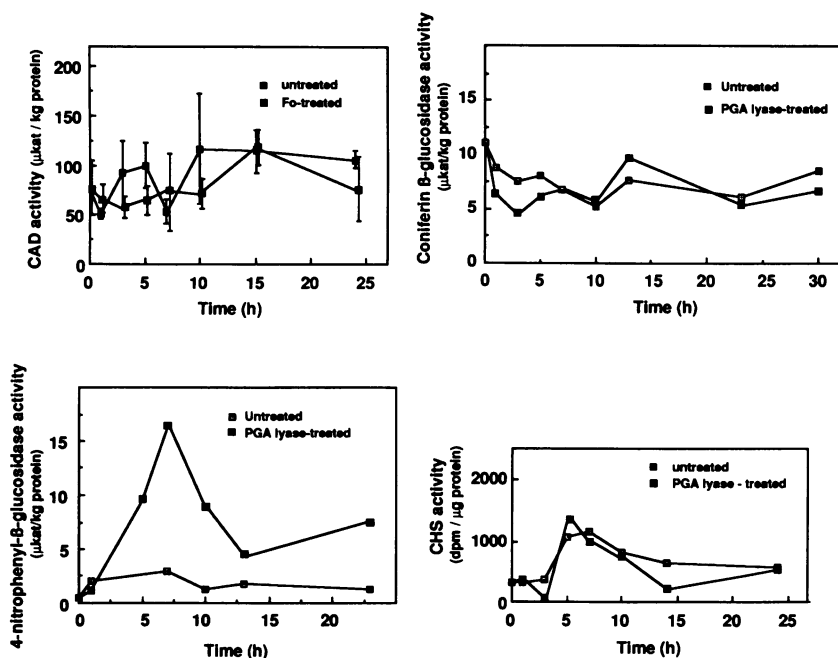 CAD activity (µkat / kg protein)
200
150
100
50
0
untreated
Fo-treated
0 5 10 15 20 25
Time (h)
Coniferin ß-glucosidase activity
(µkat/kg protein)
15
10
5
0
Untreated
PGA lyase-treated
0 5 10 15 20 25 30
Time (h)
4-nitrophenyl-ß-glucosidase activity
(µkat/kg protein)
15
10
5
0
Untreated
PGA lyase-treated
0 5 10 15 20
Time (h)
CHS activity
(dpm / µg protein)
2000
1000
0
untreated
PGA lyase - treated
0 5 10 15 20 25
Time (h)